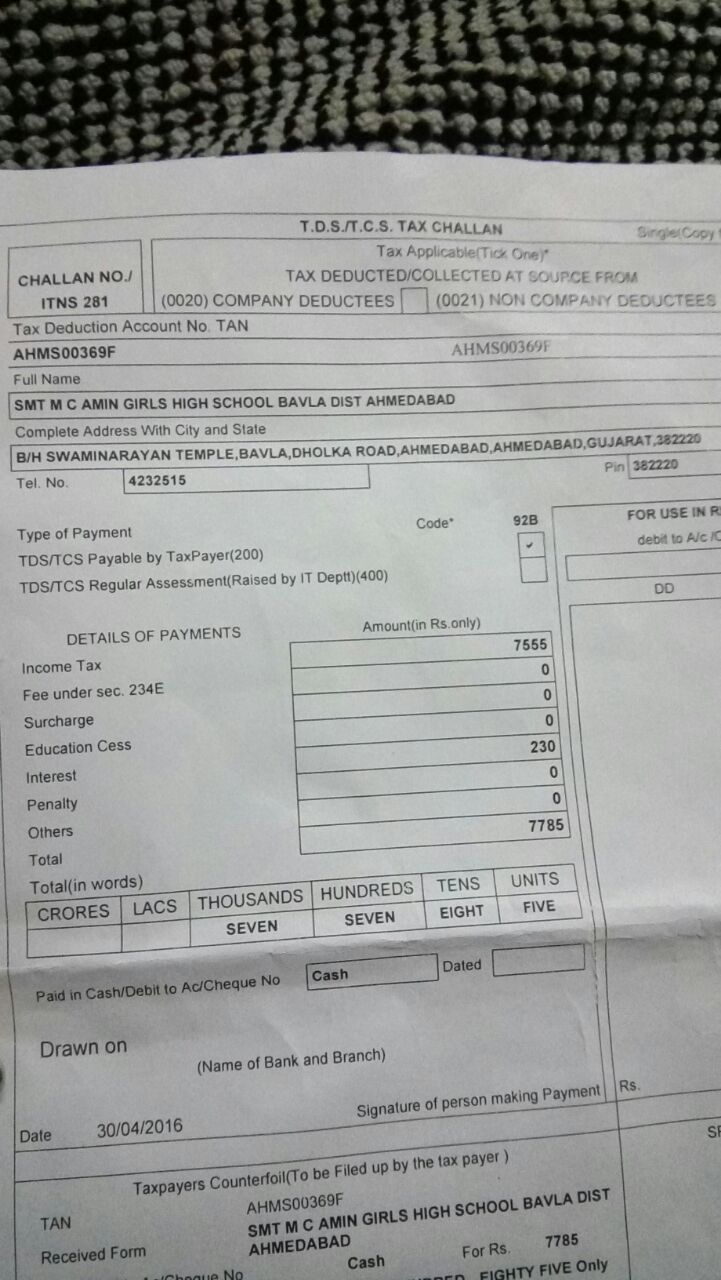 T.D.S./T.C.S. TAX CHALLAN
Single(Copy
CHALLAN NO./
ITNS 281
Tax Applicable(Tick One)*
TAX DEDUCTED/COLLECTED AT SOURCE FROM
(0020) COMPANY DEDUCTEES (0021) NON COMPANY DEDUCTEES
Tax Deduction Account No. TAN
AHMS00369F AHMS00369F
Full Name
SMT M C AMIN GIRLS HIGH SCHOOL BAVLA DIST AHMEDABAD
Complete Address With City and State
B/H SWAMINARAYAN TEMPLE,BAVLA,DHOLKA ROAD,AHMEDABAD,AHMEDABAD,GUJARAT,382220
Tel. No. 4232515 Pin 382220
Type of Payment Code* 92B
TDS/TCS Payable by TaxPayer(200)
TDS/TCS Regular Assessment(Raised by IT Deptt)(400)
FOR USE IN
debit to A/c
DD
DETAILS OF PAYMENTS Amount(in Rs.only)
Income Tax 7555
Fee under sec. 234E 0
Surcharge 0
Education Cess 0
Interest 230
Penalty 0
Others 0
Total 7785
Total(in words)
CRORES LACS THOUSANDS HUNDREDS TENS UNITS
SEVEN SEVEN EIGHT FIVE
Paid in Cash/Debit to Ac/Cheque No Cash Dated
Drawn on
(Name of Bank and Branch)
Date 30/04/2016 Signature of person making Payment Rs.
Taxpayers Counterfoil(To be Filed up by the tax payer )
TAN AHMS00369F
Received Form SMT M C AMIN GIRLS HIGH SCHOOL BAVLA DIST
AHMEDABAD
Cash For Rs. 7785
EIGHTY FIVE Only